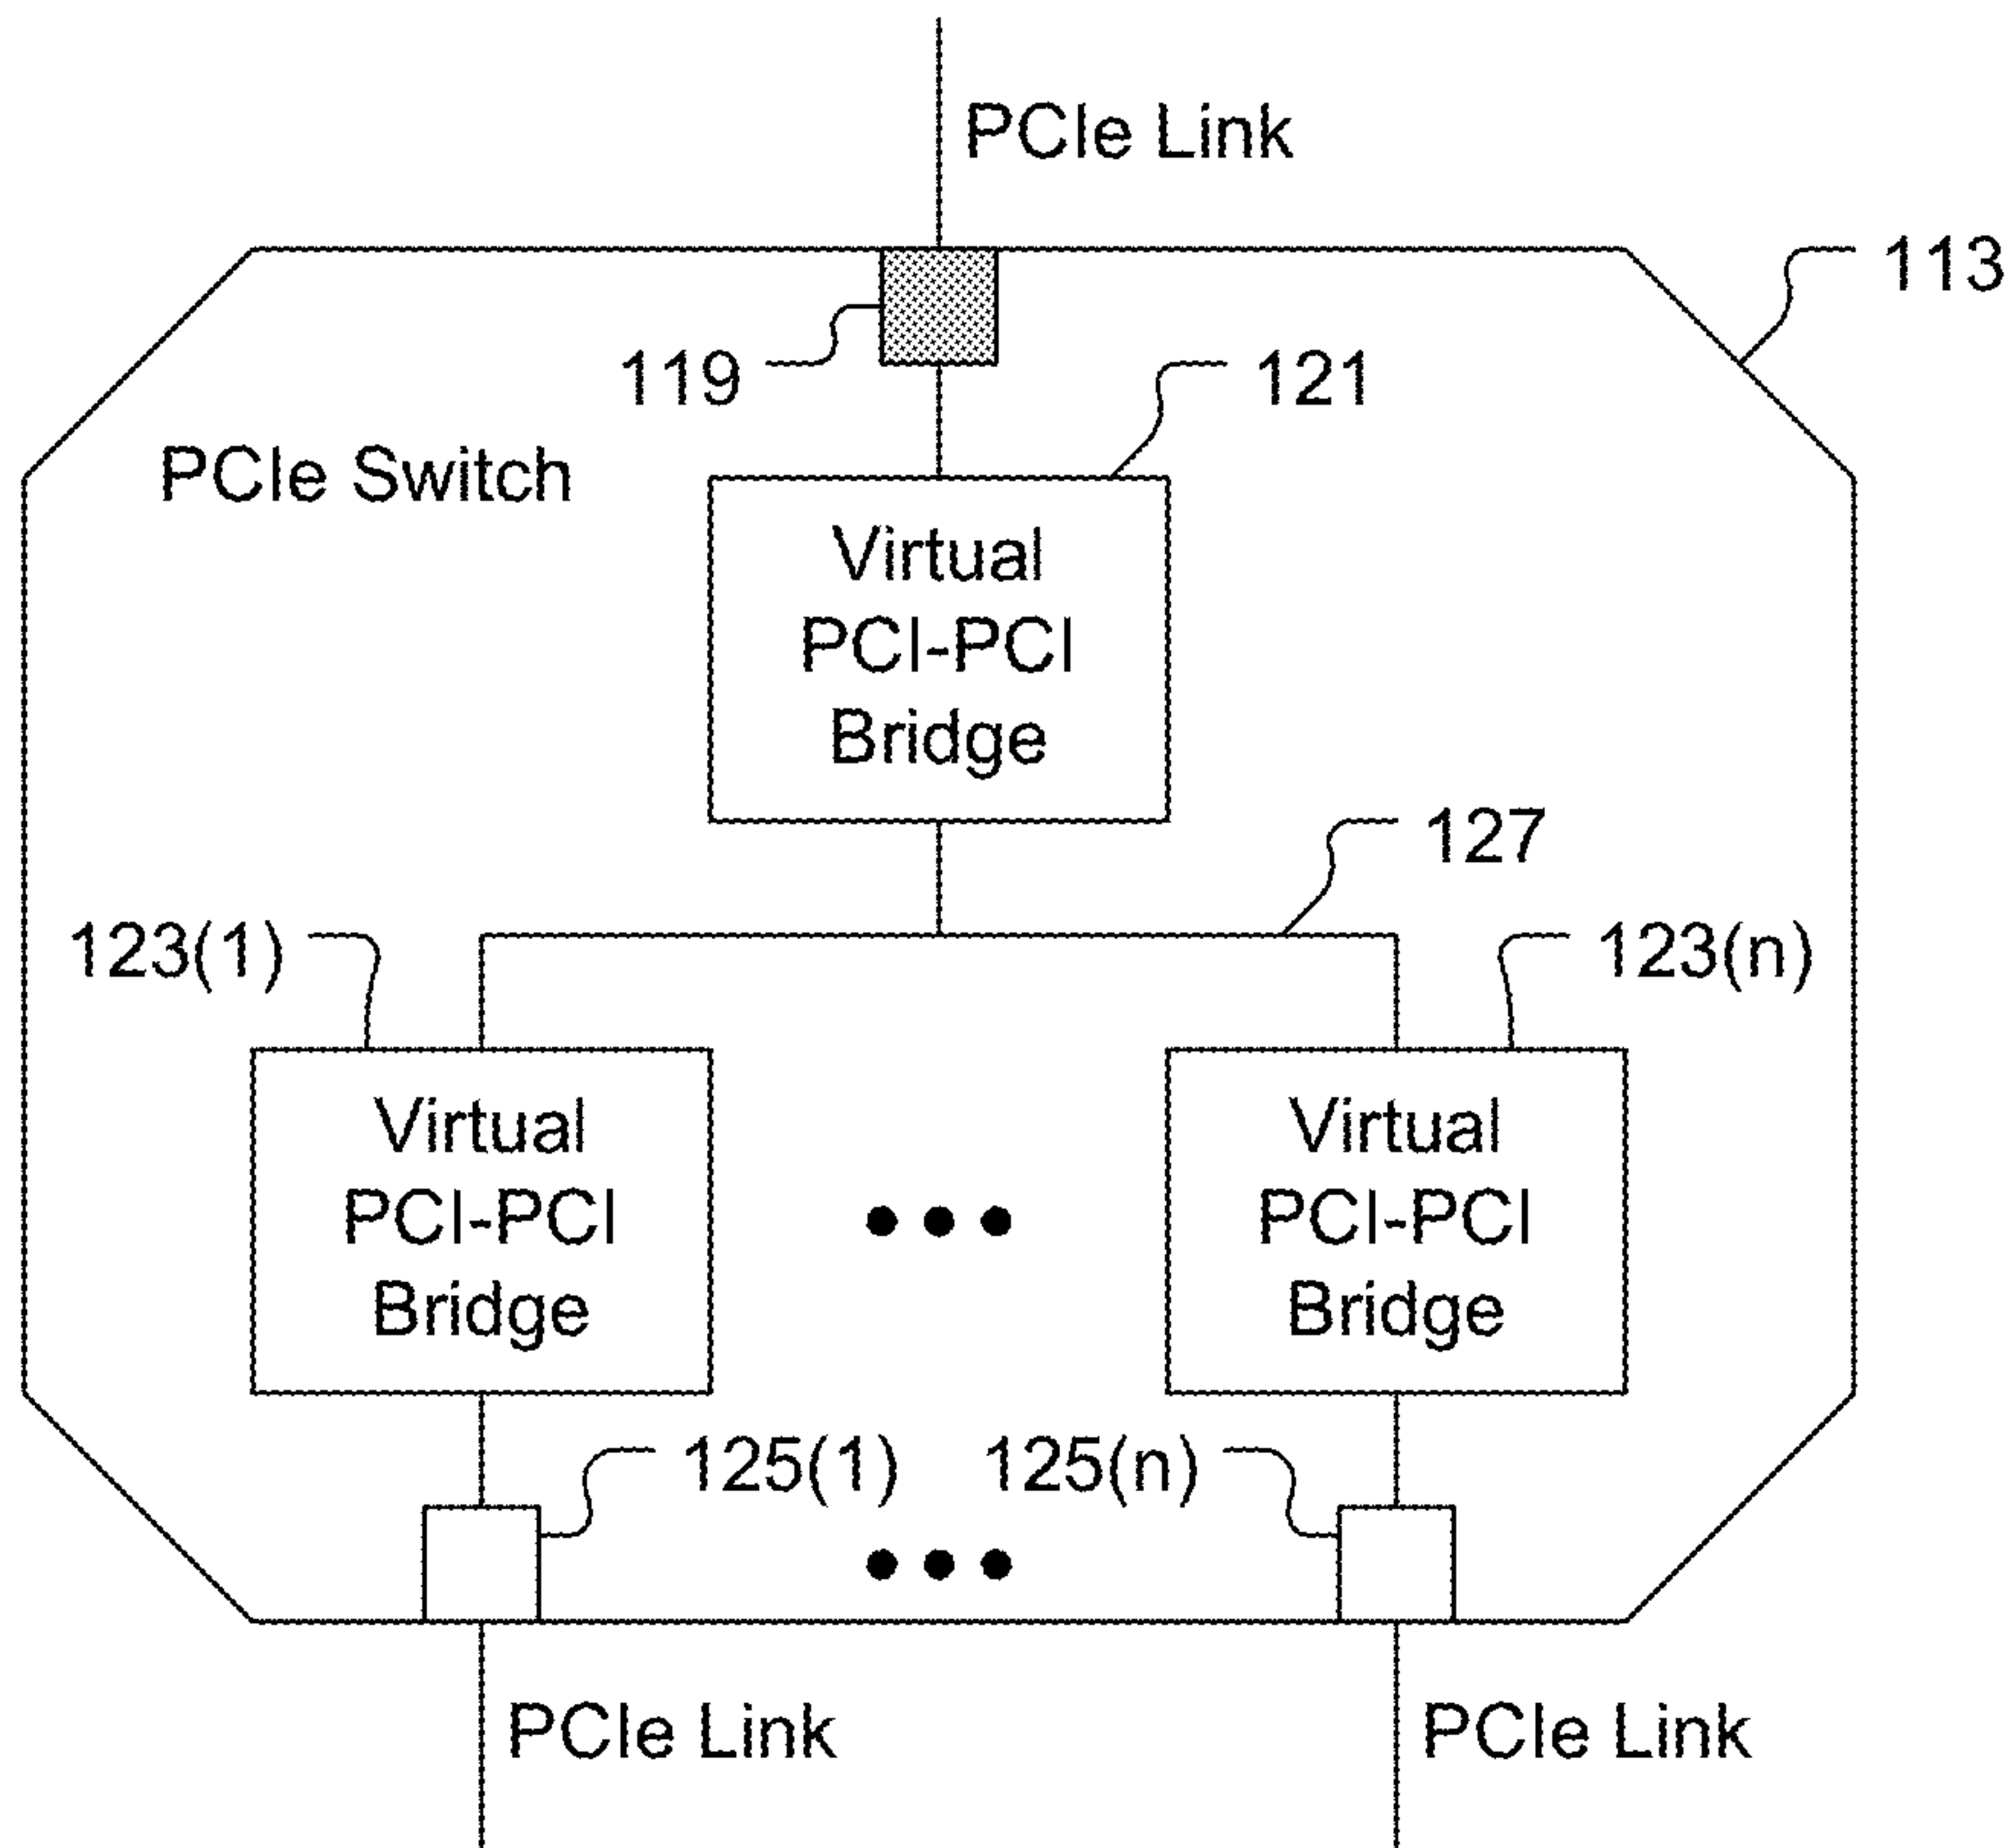 PCIe Link
113
119
121
PCIe Switch
Virtual
PCI-PCI
Bridge
127
123(1)
123(n)
Virtual
PCI-PCI
Bridge
Virtual
PCI-PCI
Bridge
125(1)
125(n)
PCIe Link
PCIe Link